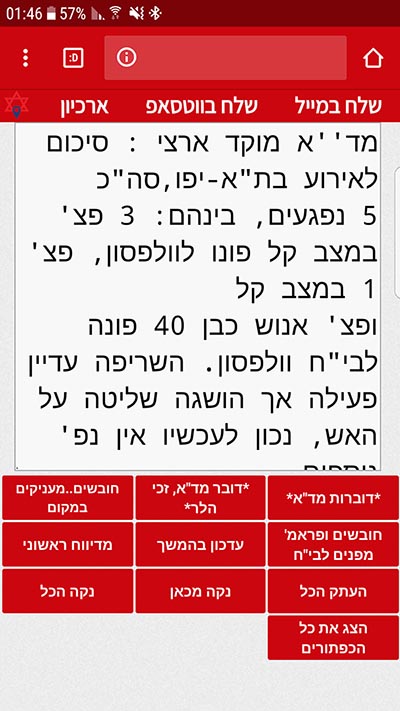 01:46 57%
:D
שלח במייל שלח בווטסאפ ארכיון
מד''א מוקד ארצי : סיכום
לאירוע בת"א-יפו,סה"כ
5 נפגעים, בינהם: 3 פצ'
במצב קל פונו לוולפסון, פצ'
1 במצב קל
ופצ' אנוש כבן 40 פונה
לבי"ח וולפסון. השריפה עדיין
פעילה אך הושגה שליטה על
האש, נכון לעכשיו אין נפ'
*דוברות מד"א* *דובר מד"א, זכי חובשים..מעניקים
הלר* במקום
חובשים ופראמ' עדכון בהמשך מדיווח ראשוני
מפנים לבי"ח
העתק הכל נקה מכאן נקה הכל
הצג את כל
הכפתורים